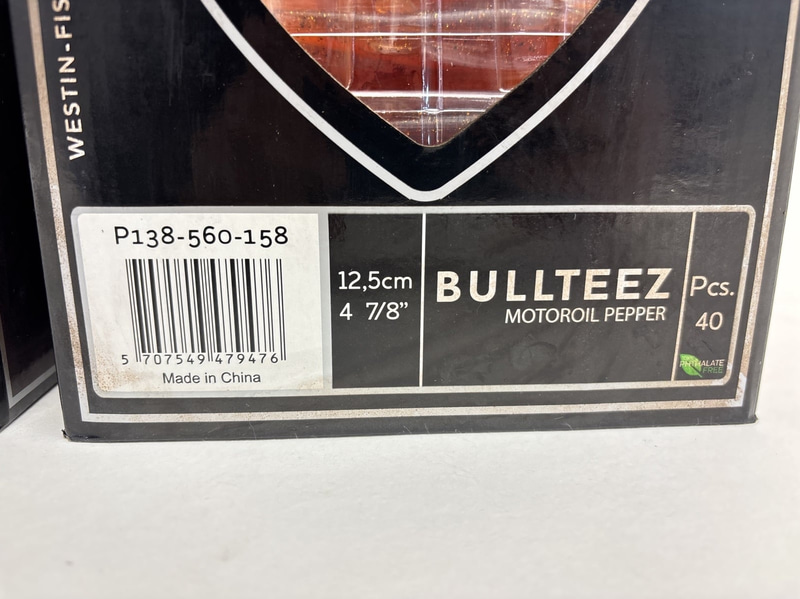 WESTIN-FIS
P138-560-158
5 707549 479476
Made in China
12,5cm
4 7/8”
BULLTEEZ
MOTOROIL PEPPER
Pcs.
40
PHTHALATE
FREE